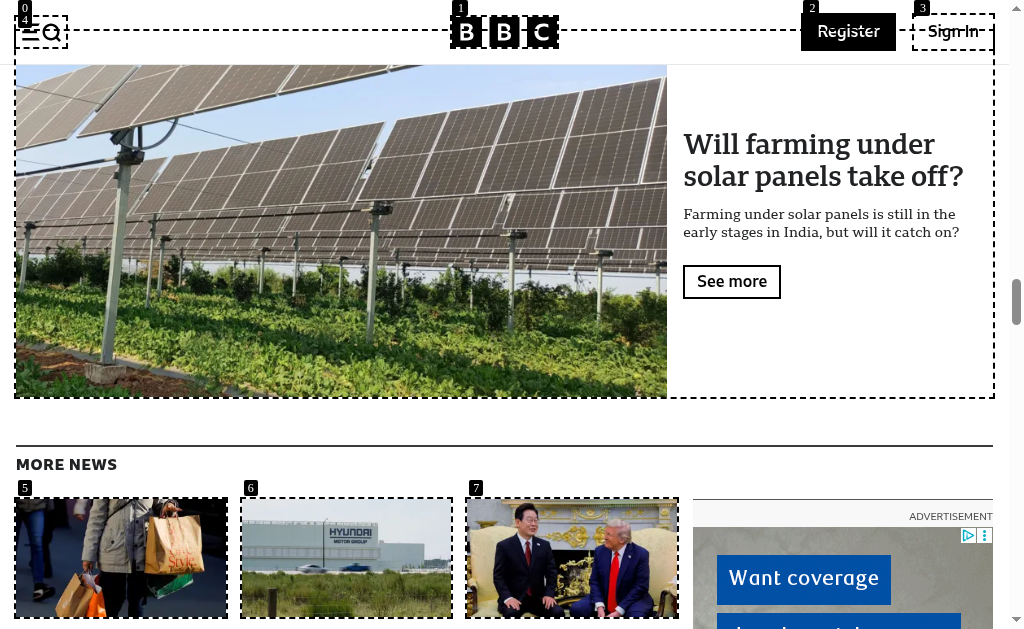 0
4
1
2
3
BBC
Register
Sign In
Will farming under
solar panels take off?
Farming under solar panels is still in the
early stages in India, but will it catch on?
See more
MORE NEWS
5
6
7
HYUNDAI
MOTOR GROUP
Style
ADVERTISEMENT
Want coverage